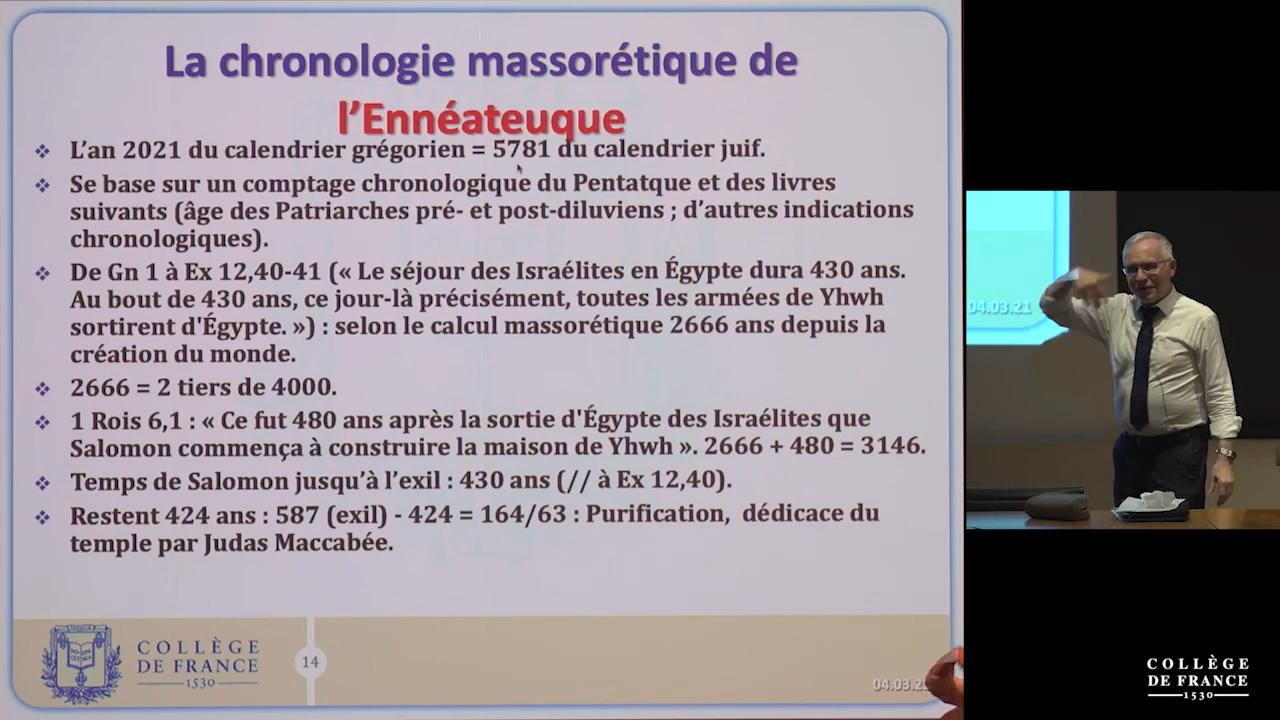 La chronologie massorétique de
l'Ennéateuque
❖ L'an 2021 du calendrier grégorien = 5781 du calendrier juif.
❖ Se base sur un comptage chronologique du Pentatque et des livres
suivants (âge des Patriarches pré- et post-diluviens ; d'autres indications
chronologiques).
❖ De Gn 1 à Ex 12,40-41 (« Le séjour des Israélites en Égypte dura 430 ans.
Au bout de 430 ans, ce jour-là précisément, toutes les armées de Yhwh
sortirent d'Égypte. ») : selon le calcul massorétique 2666 ans depuis la
création du monde.
❖ 2666 = 2 tiers de 4000.
❖ 1 Rois 6,1 : « Ce fut 480 ans après la sortie d'Égypte des Israélites que
Salomon commença à construire la maison de Yhwh ». 2666 + 480 = 3146.
❖ Temps de Salomon jusqu'à l'exil : 430 ans (// à Ex 12,40).
❖ Restent 424 ans : 587 (exil) - 424 = 164/63 : Purification, dédicace du
temple par Judas Maccabée.
COLLÈGE
DE FRANCE
1530
14
04.03.2
04.03.21
COLLÈGE
DE FRANCE
1530